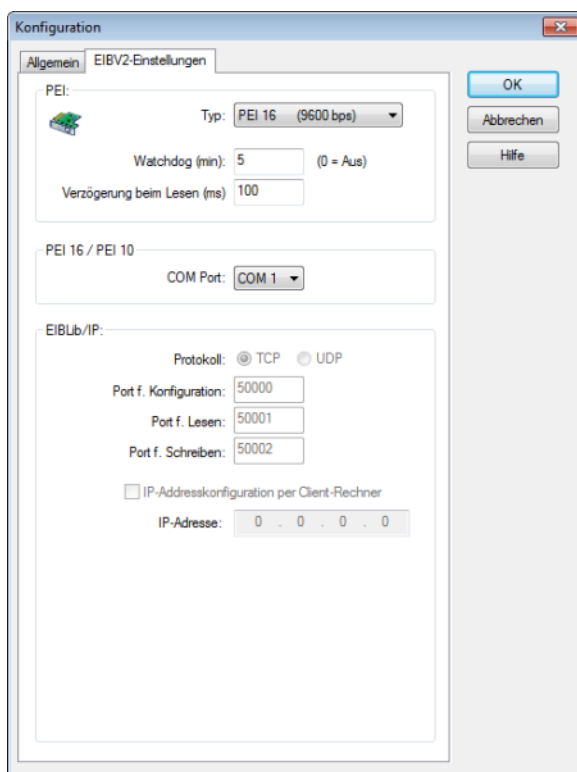 Konfiguration
Allgemein EIBV2-Einstellungen
PEI:
Typ: PEI 16 (9600 bps)
Watchdog (min): 5 (0 = Aus)
Verzögerung beim Lesen (ms) 100
PEI 16 / PEI 10
COM Port: COM 1
EIBLib/IP:
Protokoll: TCP UDP
Port f. Konfiguration: 50000
Port f. Lesen: 50001
Port f. Schreiben: 50002
IP-Addresskonfiguration per Client-Rechner
IP-Adresse: 0 . 0 . 0 . 0
OK
Abbrechen
Hilfe